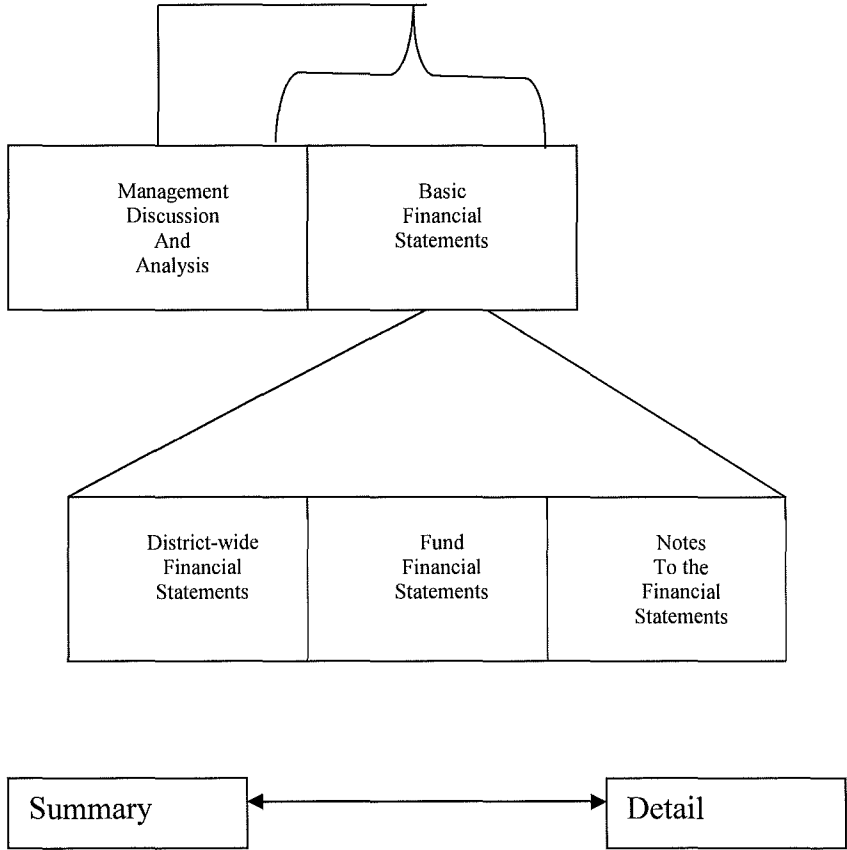 Management
Discussion
And
Analysis
Basic
Financial
Statements
District-wide
Financial
Statements
Fund
Financial
Statements
Notes
To the
Financial
Statements
Summary
Detail